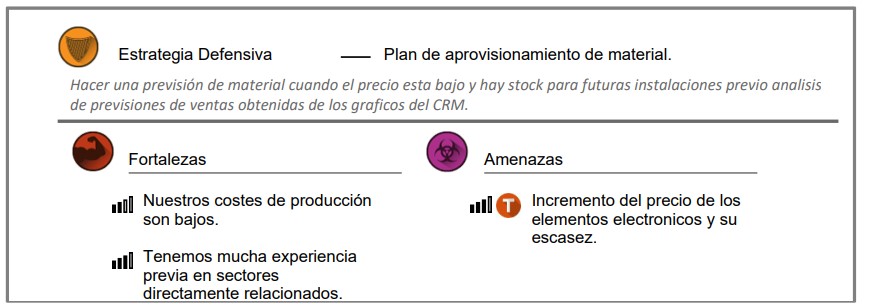 Estrategia Defensiva — Plan de aprovisionamiento de material.
Hacer una previsión de material cuando el precio esta bajo y hay stock para futuras instalaciones previo analisis
de previsiones de ventas obtenidas de los graficos del CRM.
Fortalezas
Nuestros costes de producción
son bajos.
Tenemos mucha experiencia
previa en sectores
directamente relacionados.
Amenazas
T
Incremento del precio de los
elementos electronicos y su
escasez.